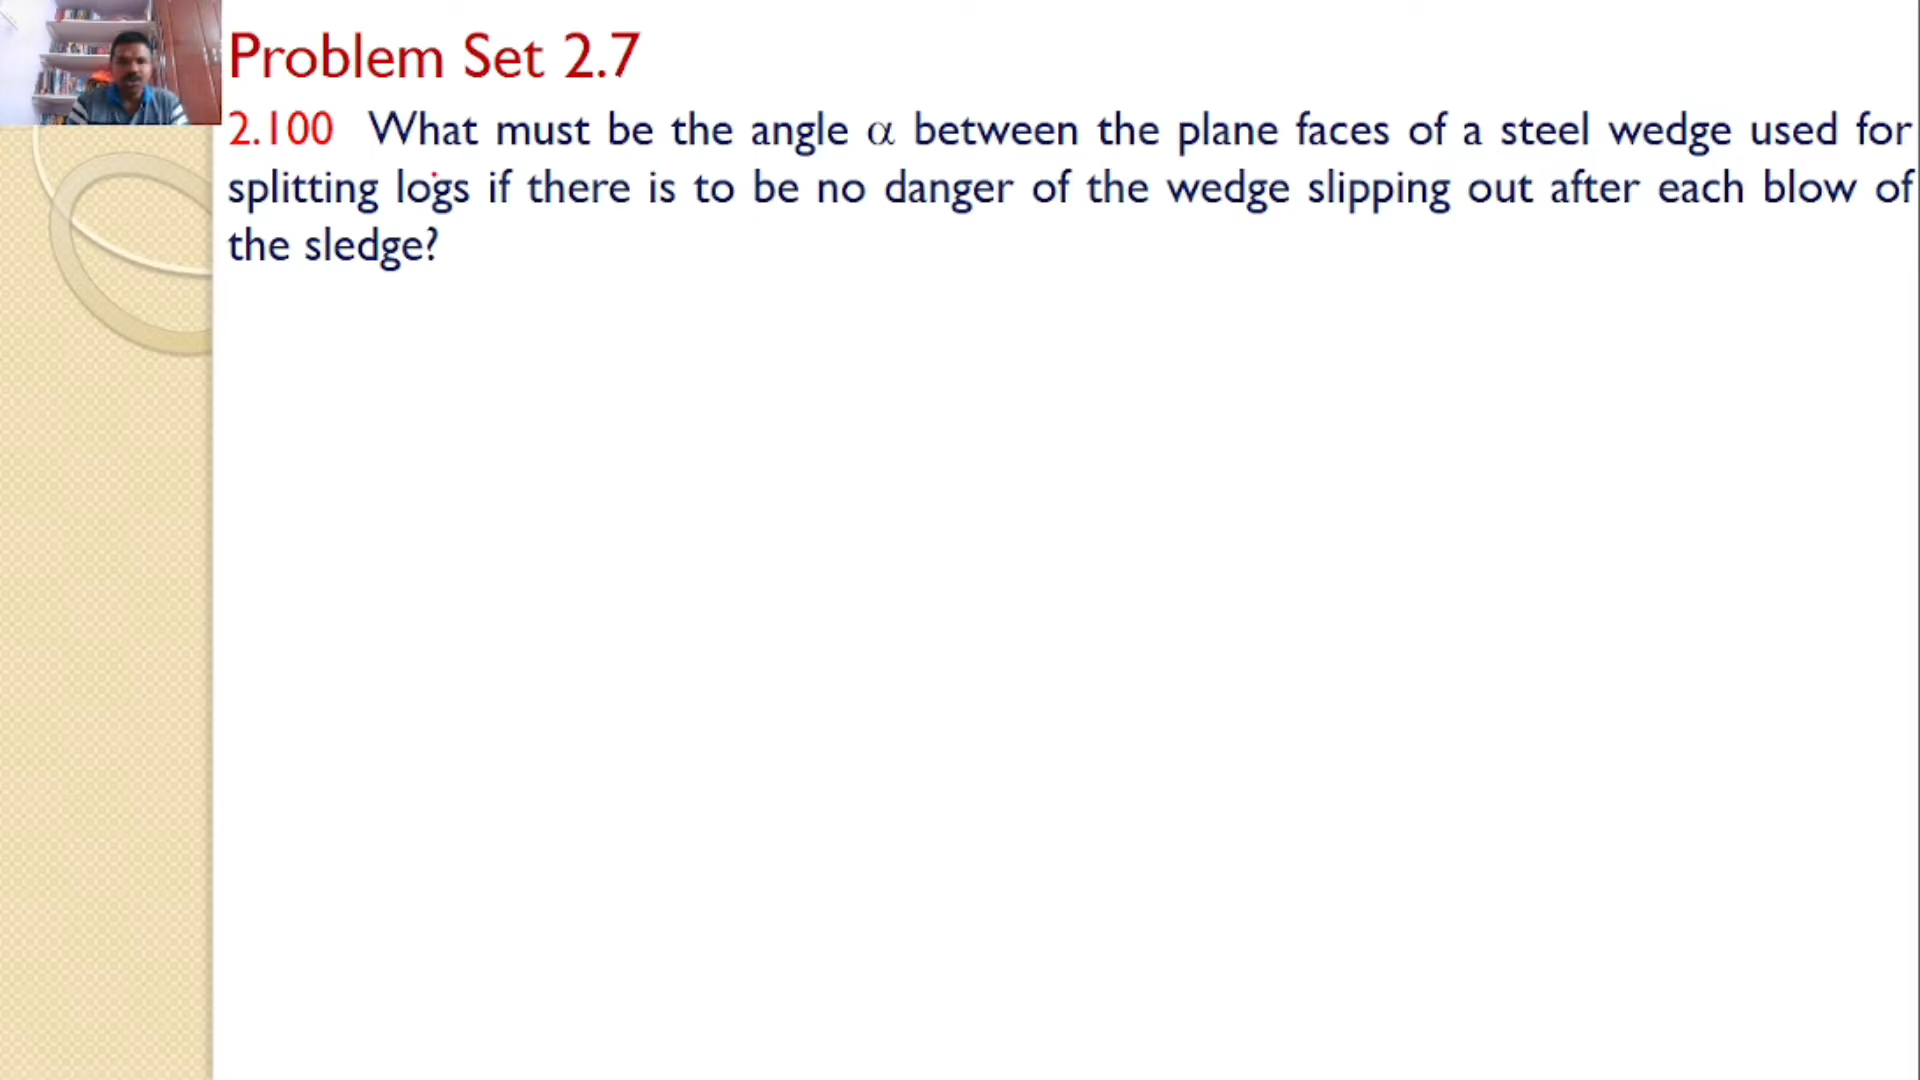 Problem Set 2.7
2.100 What must be the angle α between the plane faces of a steel wedge used for
splitting logs if there is to be no danger of the wedge slipping out after each blow of
the sledge?